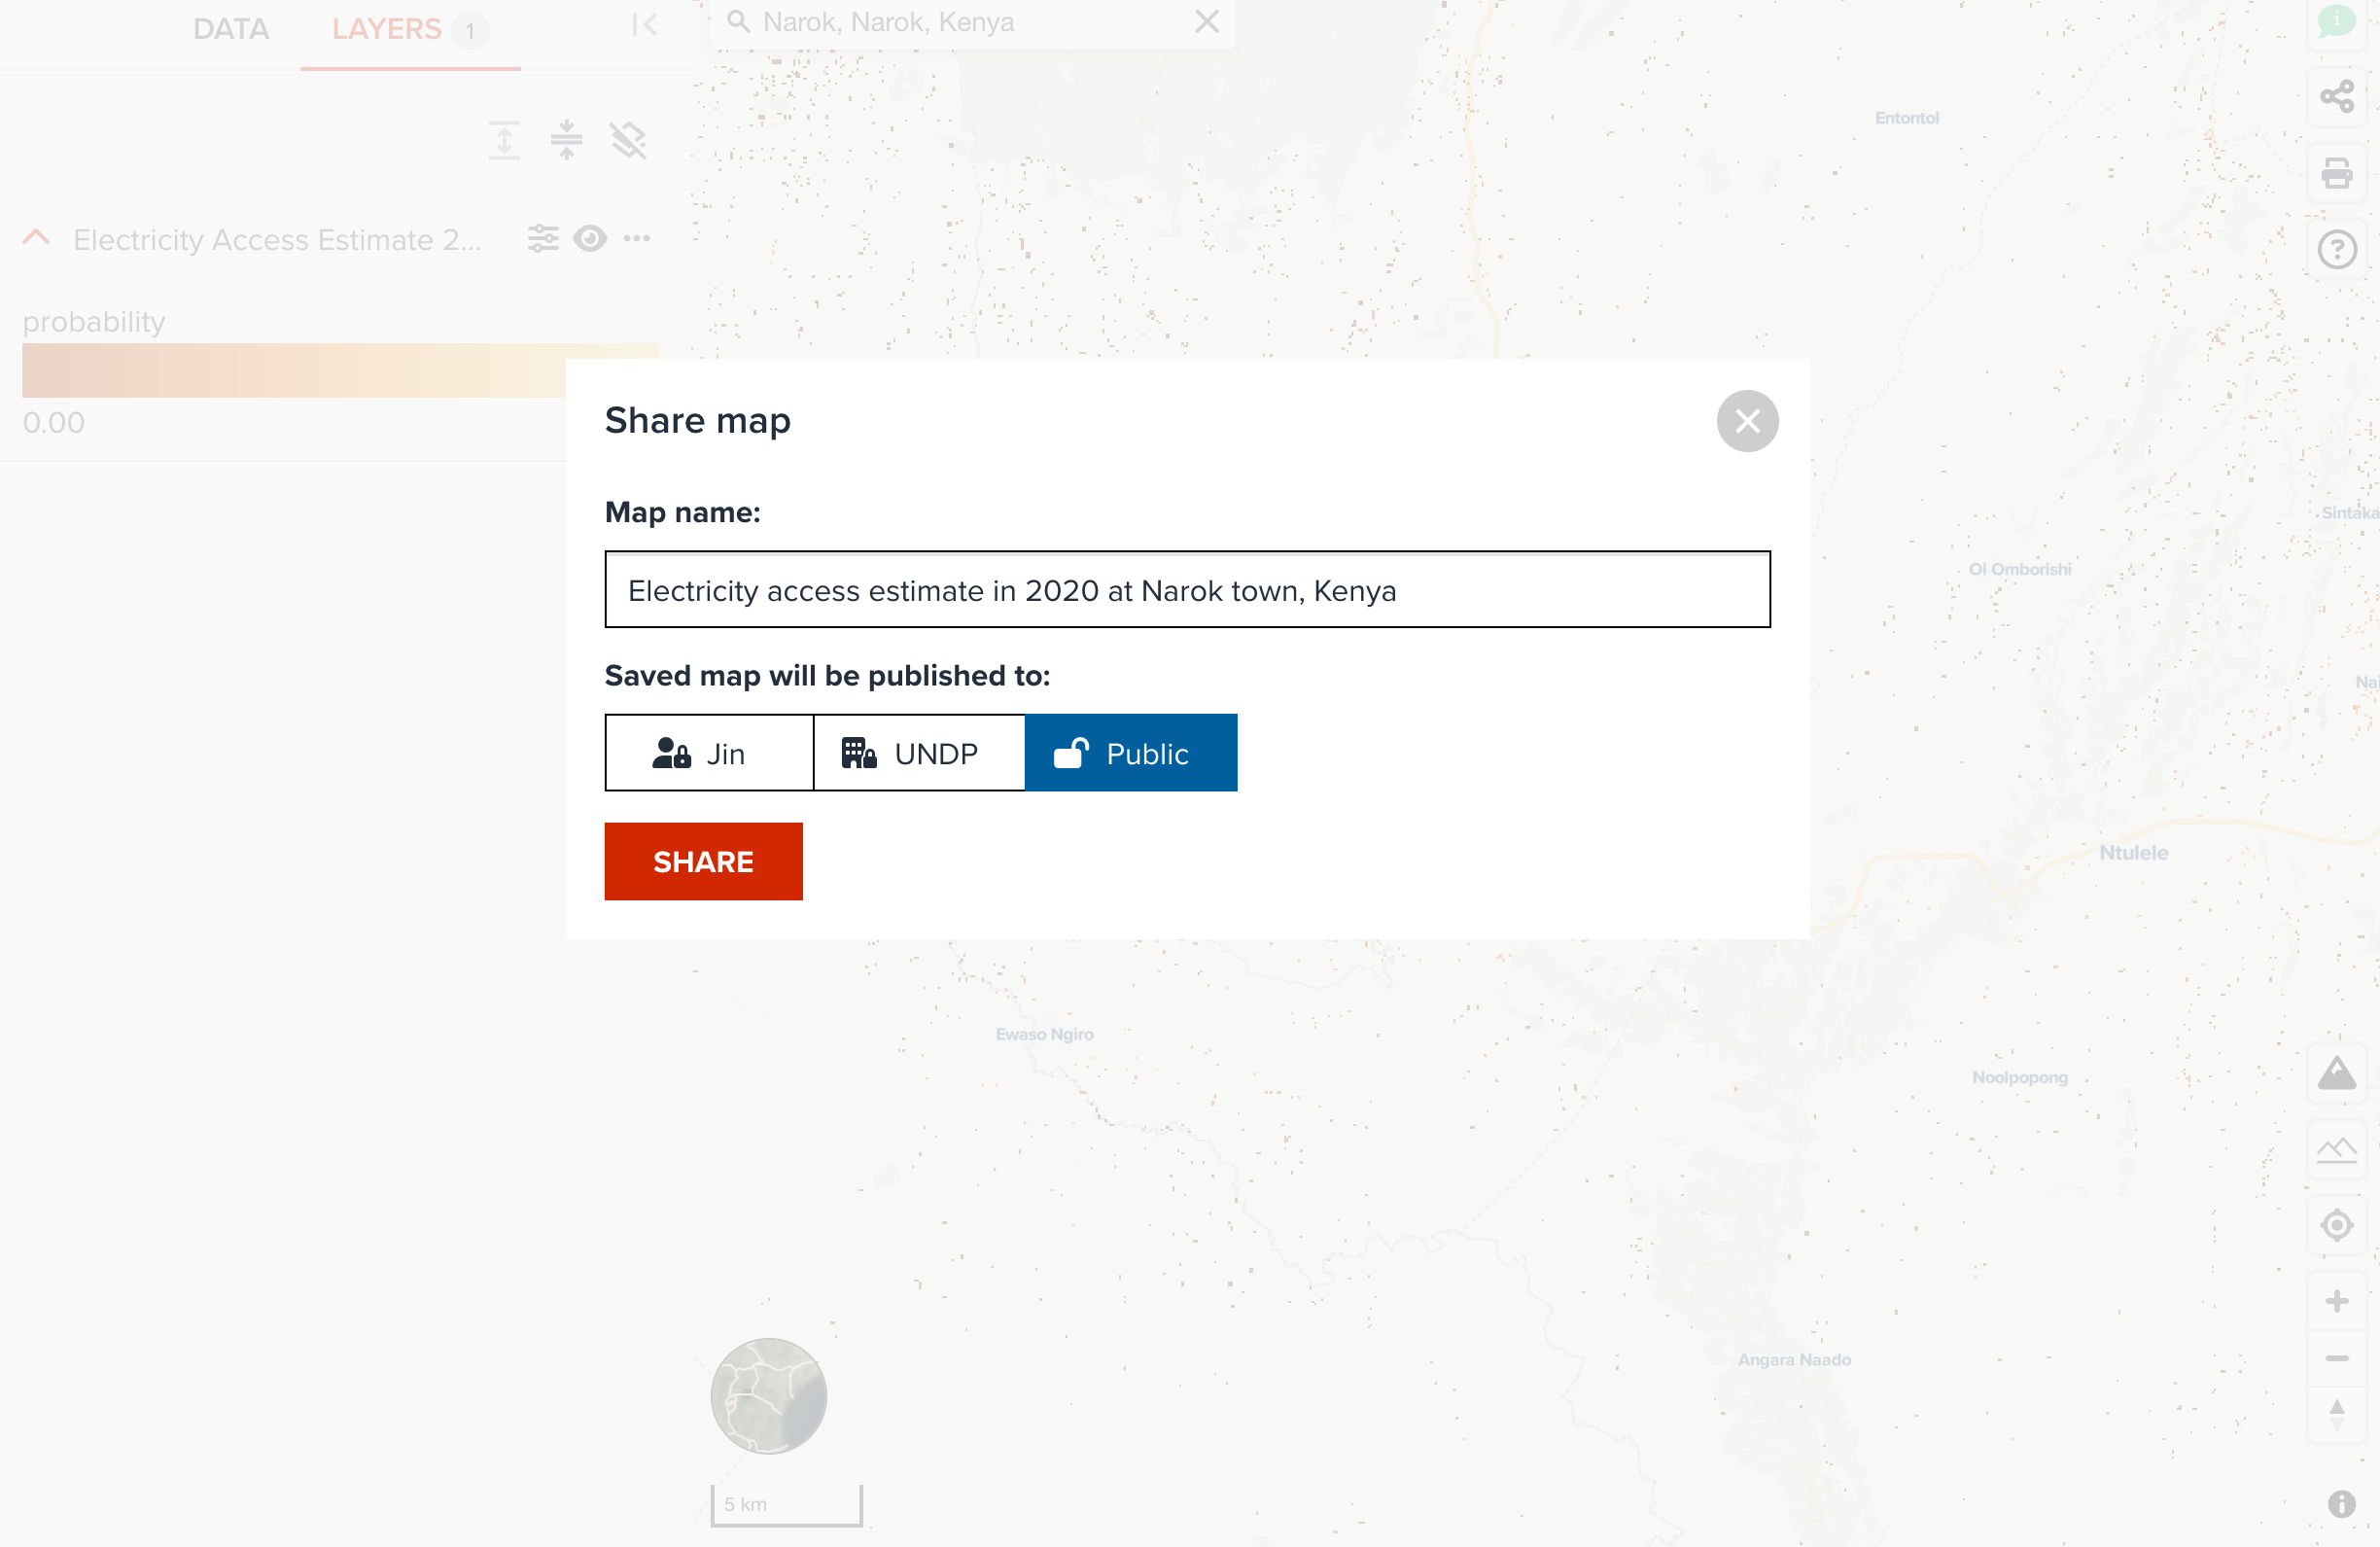 DATA
LAYERS 1
Narok, Narok, Kenya
Electricity Access Estimate 2...
probability
0.00
Share map
Map name:
Electricity access estimate in 2020 at Narok town, Kenya
Saved map will be published to:
Jin
UNDP
Public
SHARE
Entontol
Sintaka
Ol Omborishi
Nai
Ntulele
Ewaso Ngiro
Noolpopong
Angara Naado
5 km